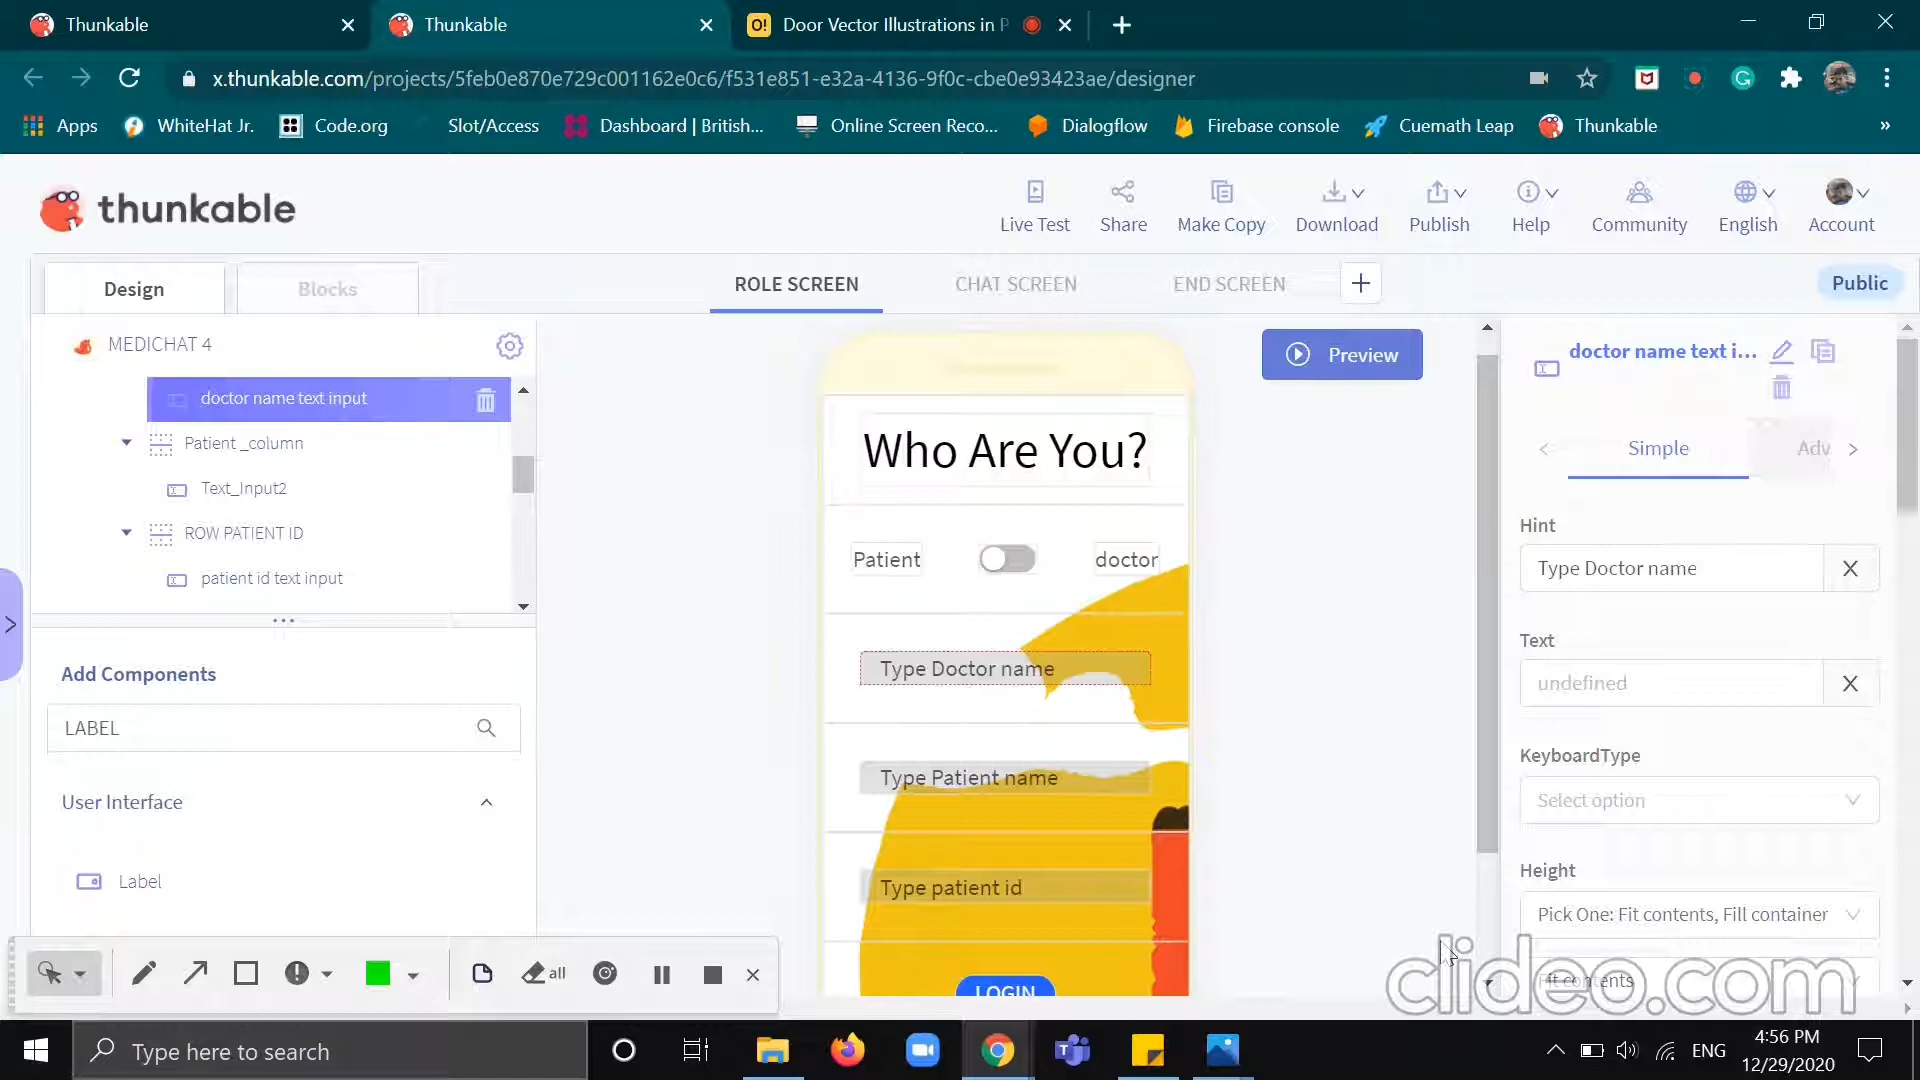 Thunkable
Thunkable
Door Vector Illustrations in P
x.thunkable.com/projects/5feb0e870e729c001162e0c6/f531e851-e32a-4136-9f0c-cbe0e93423ae/designer
Apps
WhiteHat Jr.
Code.org
Slot/Access
Dashboard | British...
Online Screen Reco...
Dialogflow
Firebase console
Cuemath Leap
Thunkable
»
thunkable
Live Test
Share
Make Copy
Download
Publish
Help
Community
English
Account
Design
Blocks
ROLE SCREEN
CHAT SCREEN
END SCREEN
Public
MEDICHAT 4
doctor name text input
Patient _column
Text_Input2
ROW PATIENT ID
patient id text input
Add Components
LABEL
User Interface
Label
Preview
Who Are You?
Patient
doctor
Type Doctor name
Type Patient name
Type patient id
LOGIN
doctor name text i...
Simple
Adv
Hint
Type Doctor name
X
Text
undefined
X
KeyboardType
Select option
Height
Pick One: Fit contents, Fill container
Fit contents
clideo.com
all
Type here to search
ENG
4:56 PM
12/29/2020